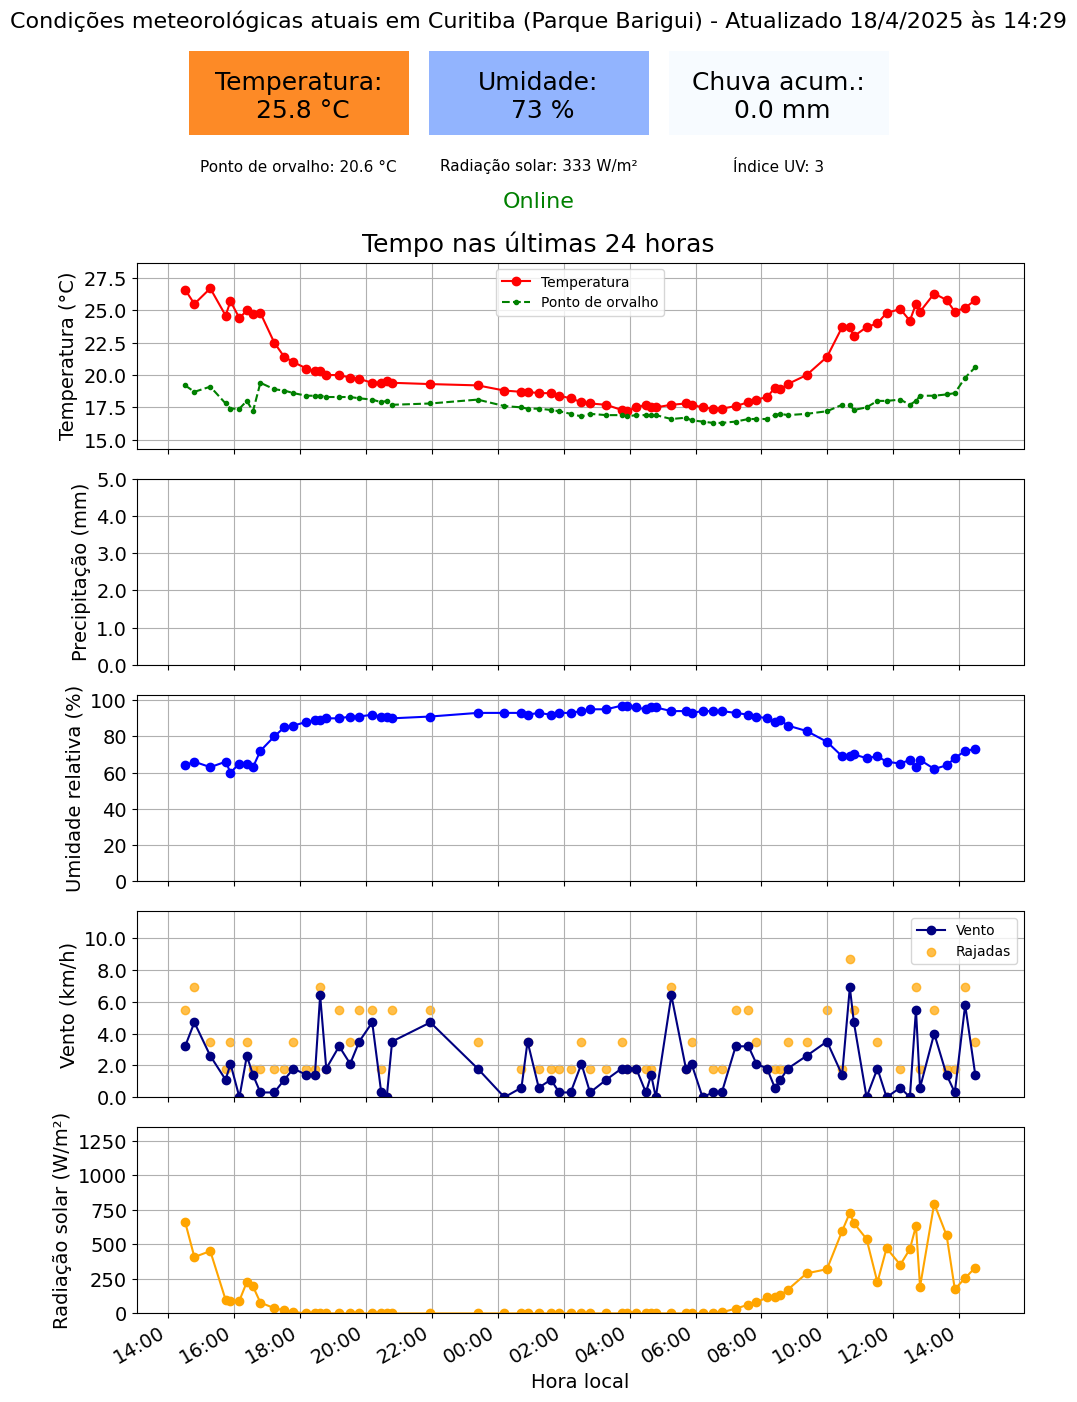 Condições meteorológicas atuais em Curitiba (Parque Barigui) - Atualizado 18/4/2025 às 14:29
Temperatura:
25.8 °C
Umidade:
73 %
Chuva acum.:
0.0 mm
Ponto de orvalho: 20.6 °C
Radiação solar: 333 W/m²
Índice UV: 3
Online
Tempo nas últimas 24 horas
Temperatura (°C)
27.5
25.0
22.5
20.0
17.5
15.0
Temperatura
Ponto de orvalho
Precipitação (mm)
5.0
4.0
3.0
2.0
1.0
0.0
Umidade relativa (%)
100
80
60
40
20
0
Vento (km/h)
10.0
8.0
6.0
4.0
2.0
0.0
Vento
Rajadas
Radiação solar (W/m²)
1250
1000
750
500
250
0
14:00
16:00
18:00
20:00
22:00
00:00
02:00
04:00
06:00
08:00
10:00
12:00
14:00
Hora local